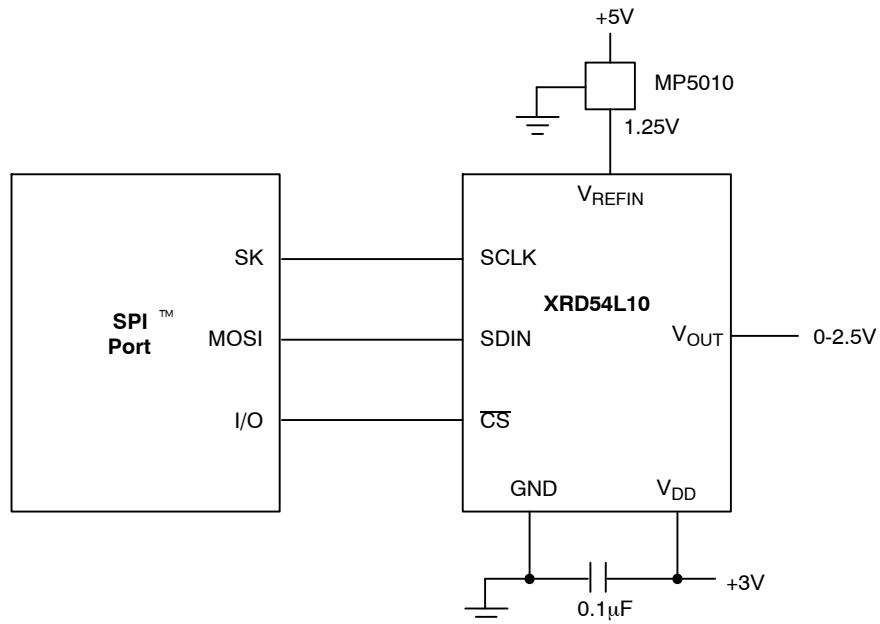 +5V
MP5010
1.25V
VREFIN
SK
SCLK
XRD54L10
SPI ™
Port
MOSI
SDIN
VOUT
0-2.5V
I/O
CS
GND
VDD
+3V
0.1μF